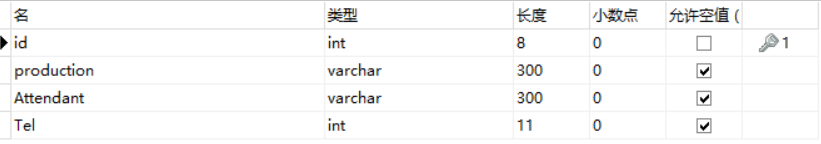 名 类型 长度 小数点 允许空值 (
id int 8 0 1
production varchar 300 0
Attendant varchar 300 0
Tel int 11 0